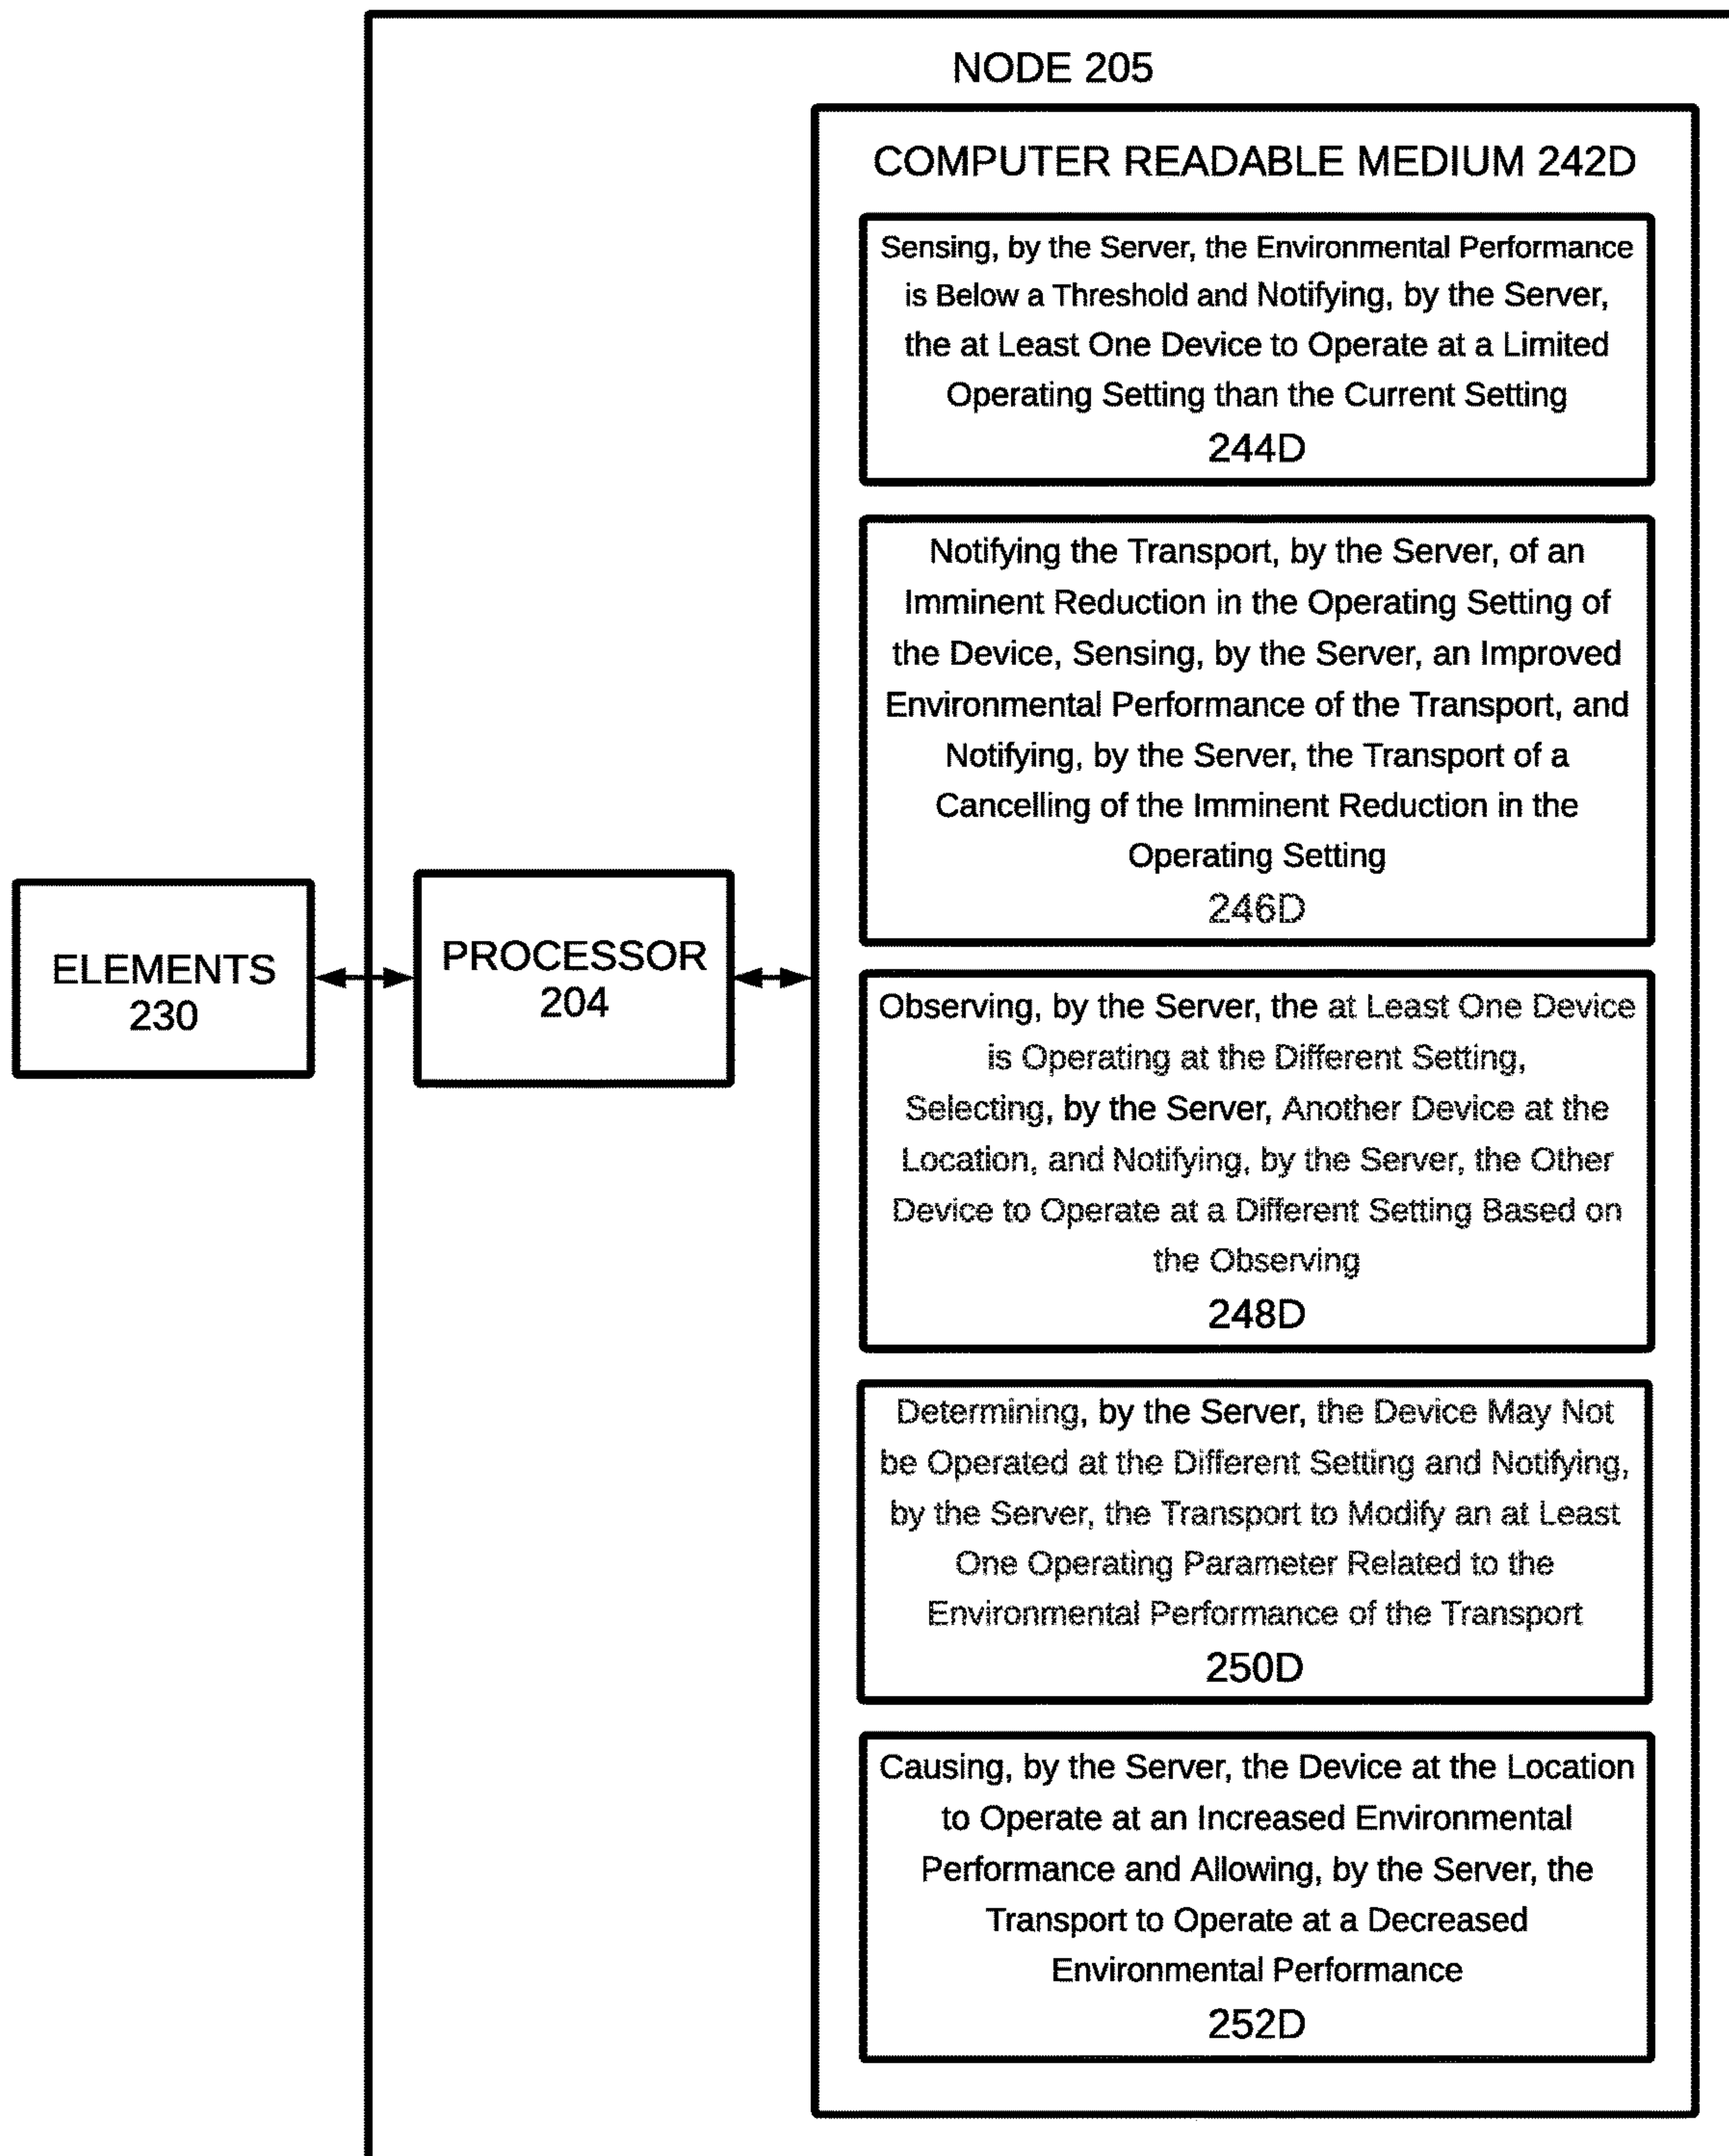 NODE 205
COMPUTER READABLE MEDIUM 242D
Sensing, by the Server, the Environmental Performance
is Below a Threshold and Notifying, by the Server,
the at Least One Device to Operate at a Limited
Operating Setting than the Current Setting
244D
Notifying the Transport, by the Server, of an
Imminent Reduction in the Operating Setting of
the Device, Sensing, by the Server, an Improved
Environmental Performance of the Transport, and
Notifying, by the Server, the Transport of a
Cancelling of the Imminent Reduction in the
Operating Setting
246D
ELEMENTS
230
PROCESSOR
204
Observing, by the Server, the at Least One Device
is Operating at the Different Setting,
Selecting, by the Server, Another Device at the
Location, and Notifying, by the Server, the Other
Device to Operate at a Different Setting Based on
the Observing
248D
Determining, by the Server, the Device May Not
be Operated at the Different Setting and Notifying,
by the Server, the Transport to Modify an at Least
One Operating Parameter Related to the
Environmental Performance of the Transport
250D
Causing, by the Server, the Device at the Location
to Operate at an Increased Environmental
Performance and Allowing, by the Server, the
Transport to Operate at a Decreased
Environmental Performance
252D